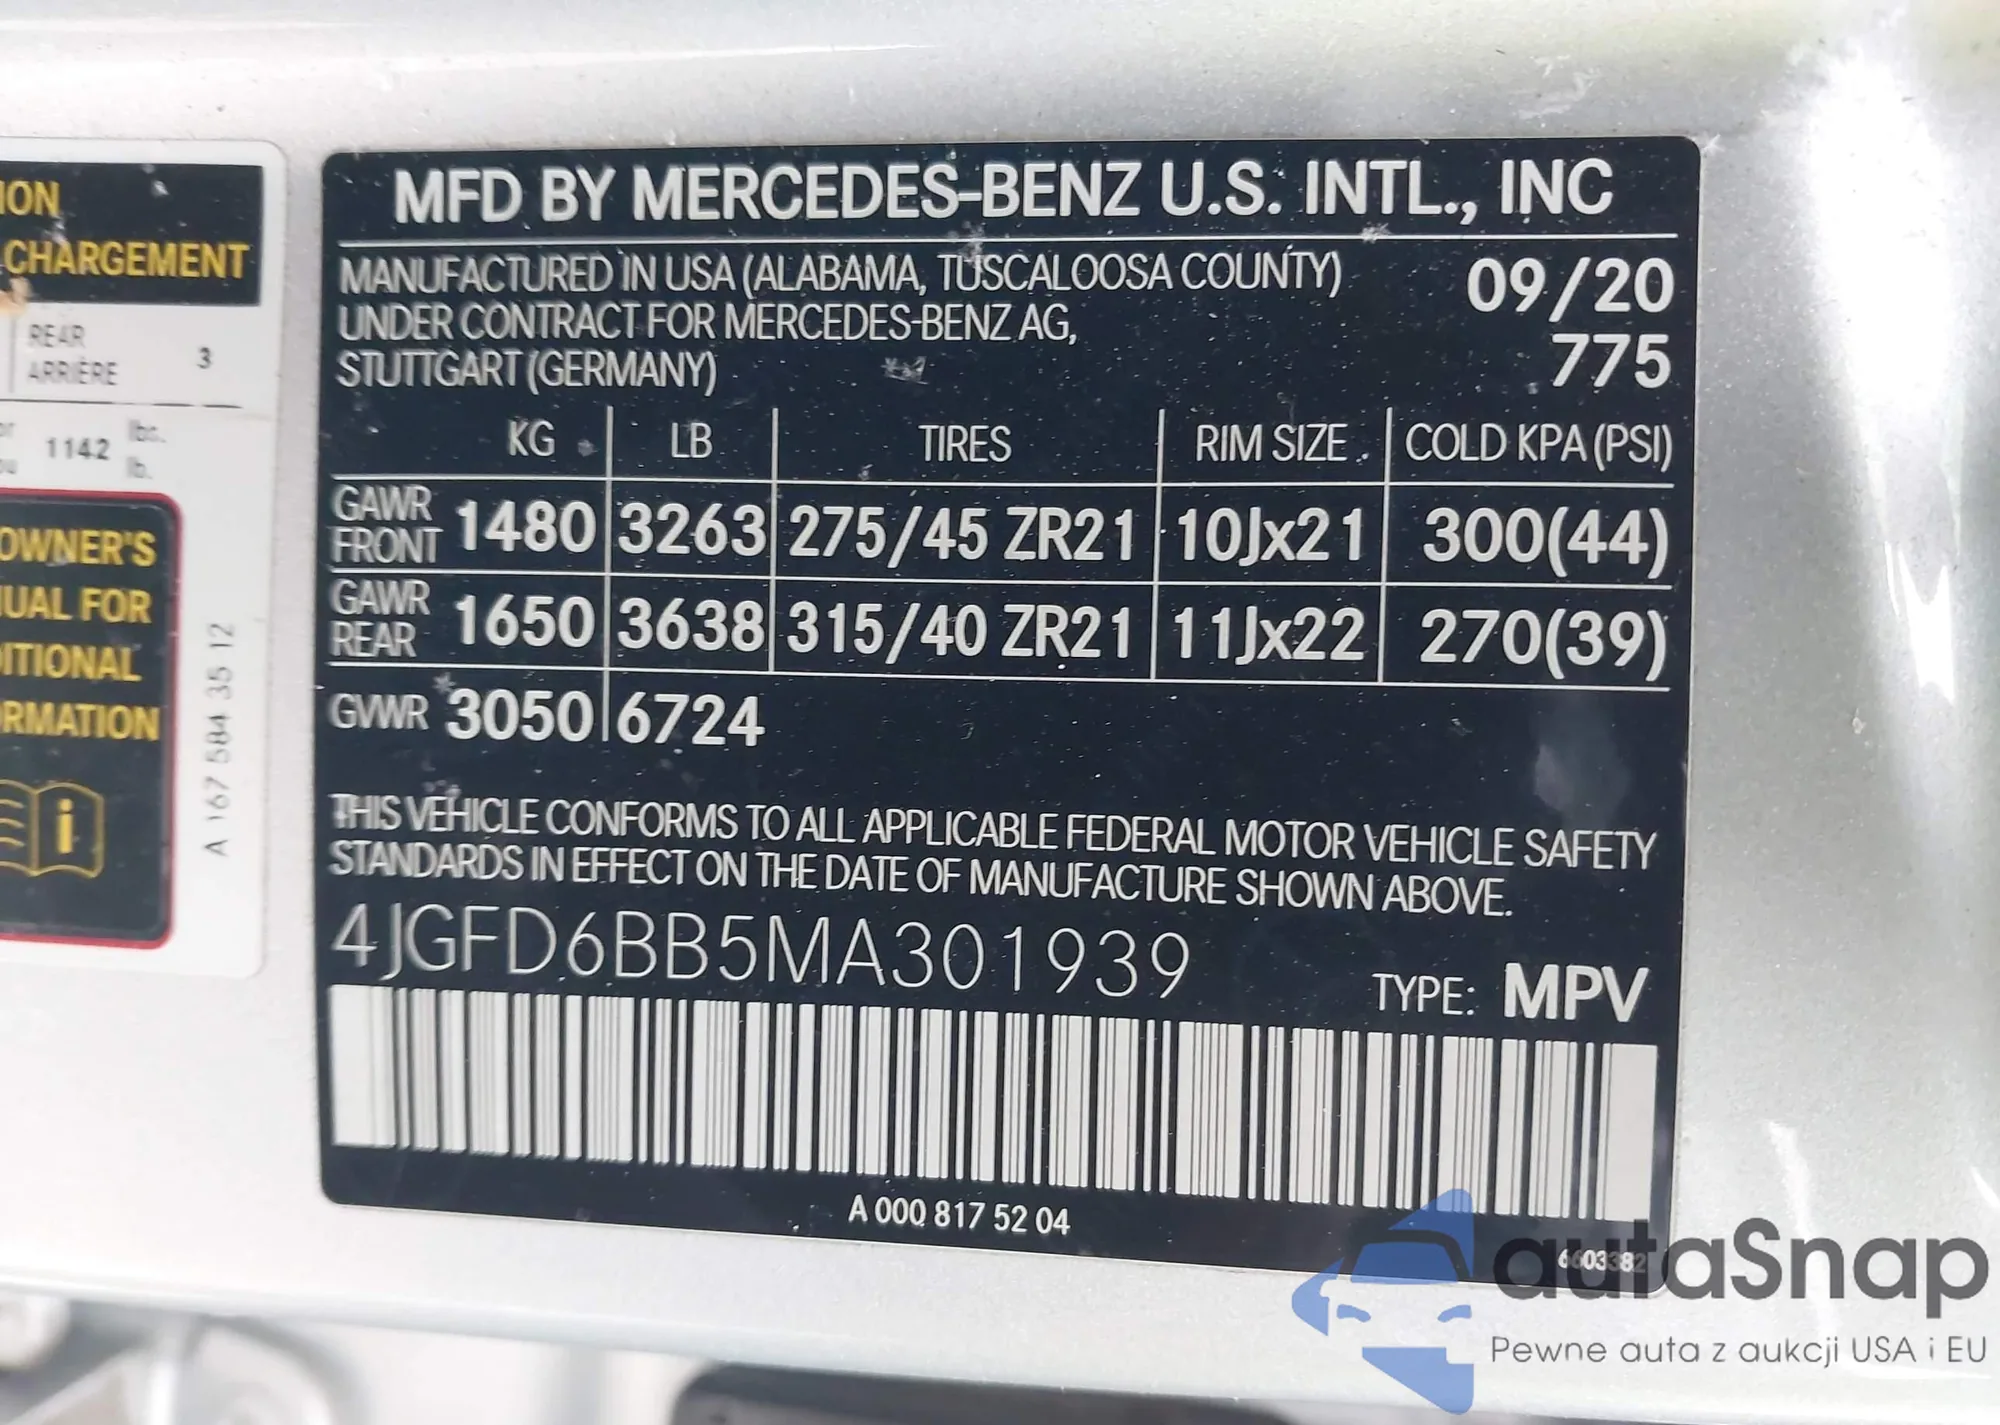 ION
CHARGEMENT
REAR
ARRIÈRE 3
1142 lbs.
lb.
OWNER'S
UAL FOR
ITIONAL
RMATION
A 167 584 35 12
MFD BY MERCEDES-BENZ U.S. INTL., INC
MANUFACTURED IN USA (ALABAMA, TUSCALOOSA COUNTY) 09/20
UNDER CONTRACT FOR MERCEDES-BENZ AG,
STUTTGART (GERMANY) 775
KG LB TIRES RIM SIZE COLD KPA (PSI)
GAWR FRONT 1480 3263 275/45 ZR21 10Jx21 300(44)
GAWR REAR 1650 3638 315/40 ZR21 11Jx22 270(39)
GVWR 3050 6724
THIS VEHICLE CONFORMS TO ALL APPLICABLE FEDERAL MOTOR VEHICLE SAFETY
STANDARDS IN EFFECT ON THE DATE OF MANUFACTURE SHOWN ABOVE.
4JGFD6BB5MA301939
TYPE: MPV
A 000 817 52 04
6603382
autaSnap
Pewne auta z aukcji USA i EU